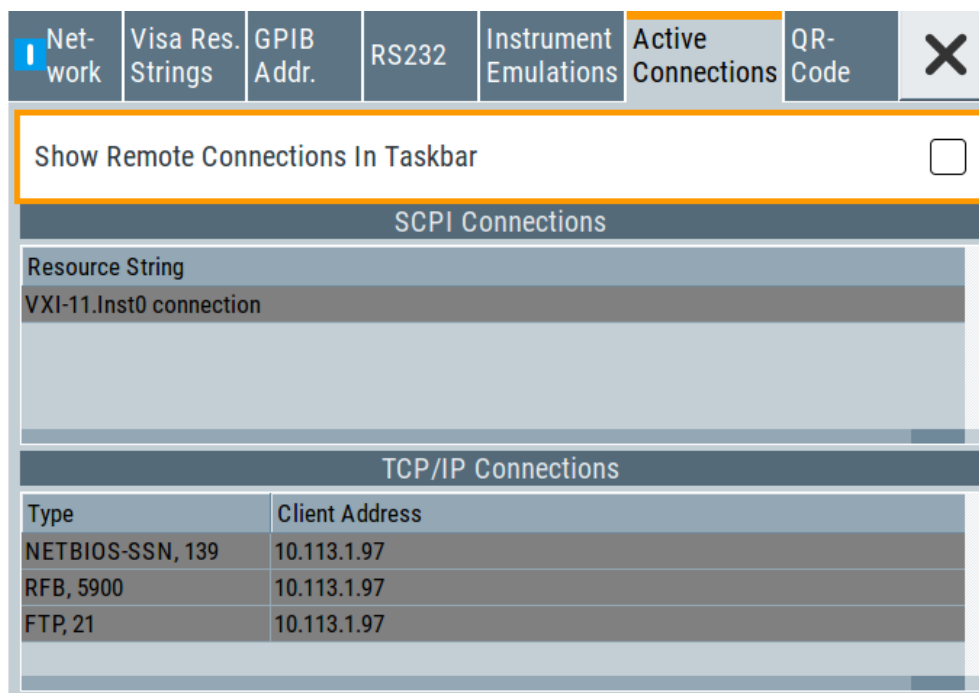 Net-
work
Visa Res.
Strings
GPIB
Addr.
RS232
Instrument
Emulations
Active
Connections
QR-
Code
Show Remote Connections In Taskbar
SCPI Connections
Resource String
VXI-11.Inst0 connection
TCP/IP Connections
Type Client Address
NETBIOS-SSN, 139 10.113.1.97
RFB, 5900 10.113.1.97
FTP, 21 10.113.1.97